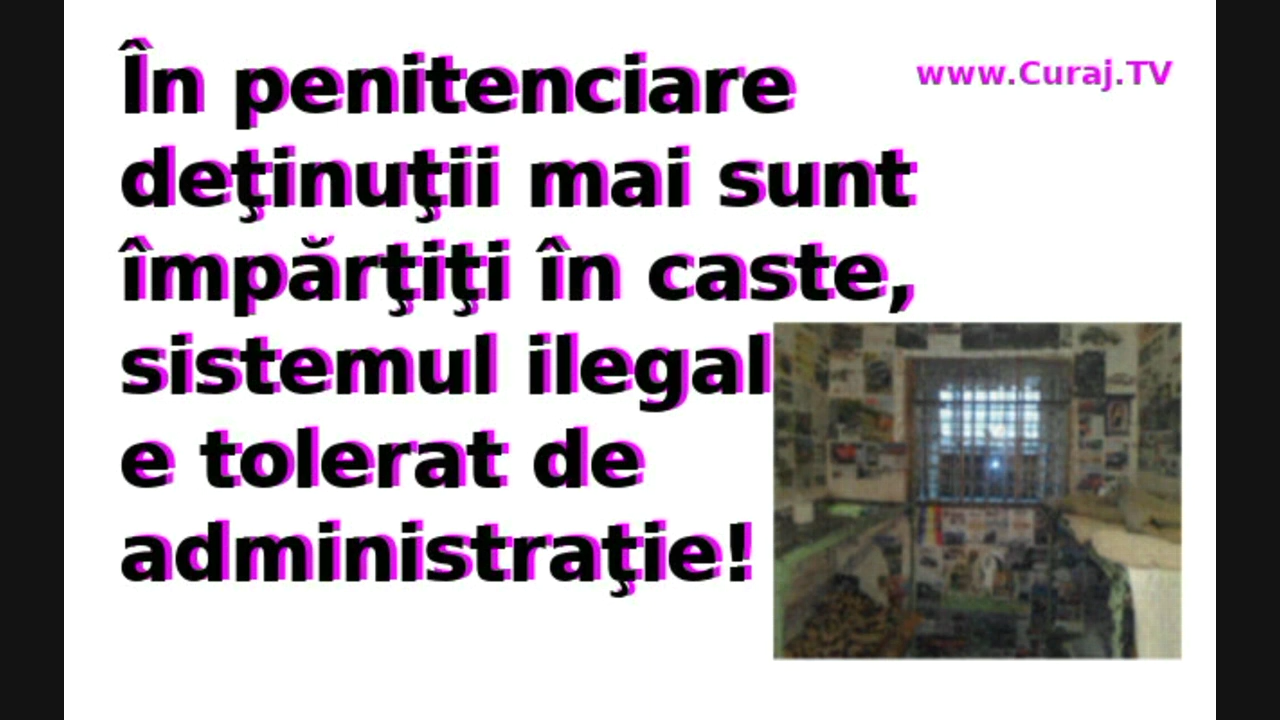 În penitenciare
www.Curaj.TV
deţinuţii mai sunt
împărţiţi în caste,
sistemul ilegal
e tolerat de
administraţie!